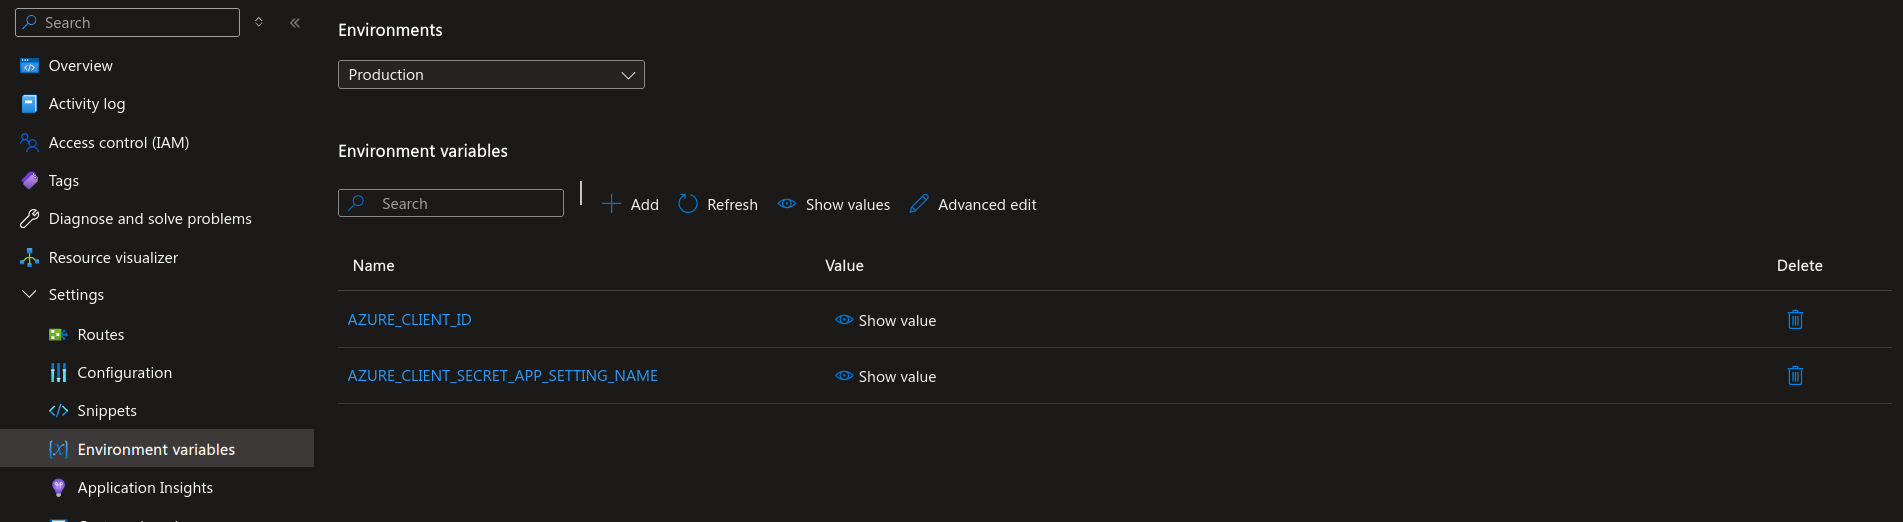 Search
Overview
Activity log
Access control (IAM)
Tags
Diagnose and solve problems
Resource visualizer
Settings
Routes
Configuration
Snippets
Environment variables
Application Insights
Environments
Production
Environment variables
Search
Add Refresh Show values Advanced edit
Name Value Delete
AZURE_CLIENT_ID Show value
AZURE_CLIENT_SECRET_APP_SETTING_NAME Show value